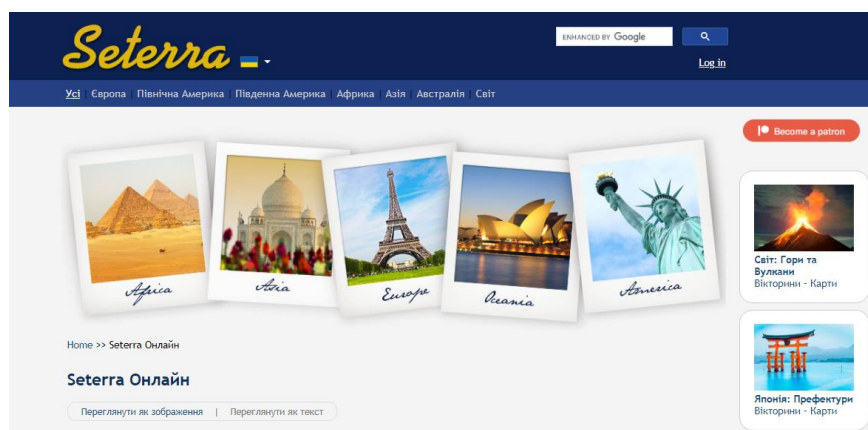 Seterra
ENHANCED BY Google
Log in
Усі | Європа | Північна Америка | Південна Америка | Африка | Азія | Австралія | Світ
Become a patron
Africa
Asia
Europe
Oceania
America
Світ: Гори та
Вулкани
Вікторини - Карти
Home >> Seterra Онлайн
Seterra Онлайн
Переглянути як зображення | Переглянути як текст
Японія: Префектури
Вікторини - Карти